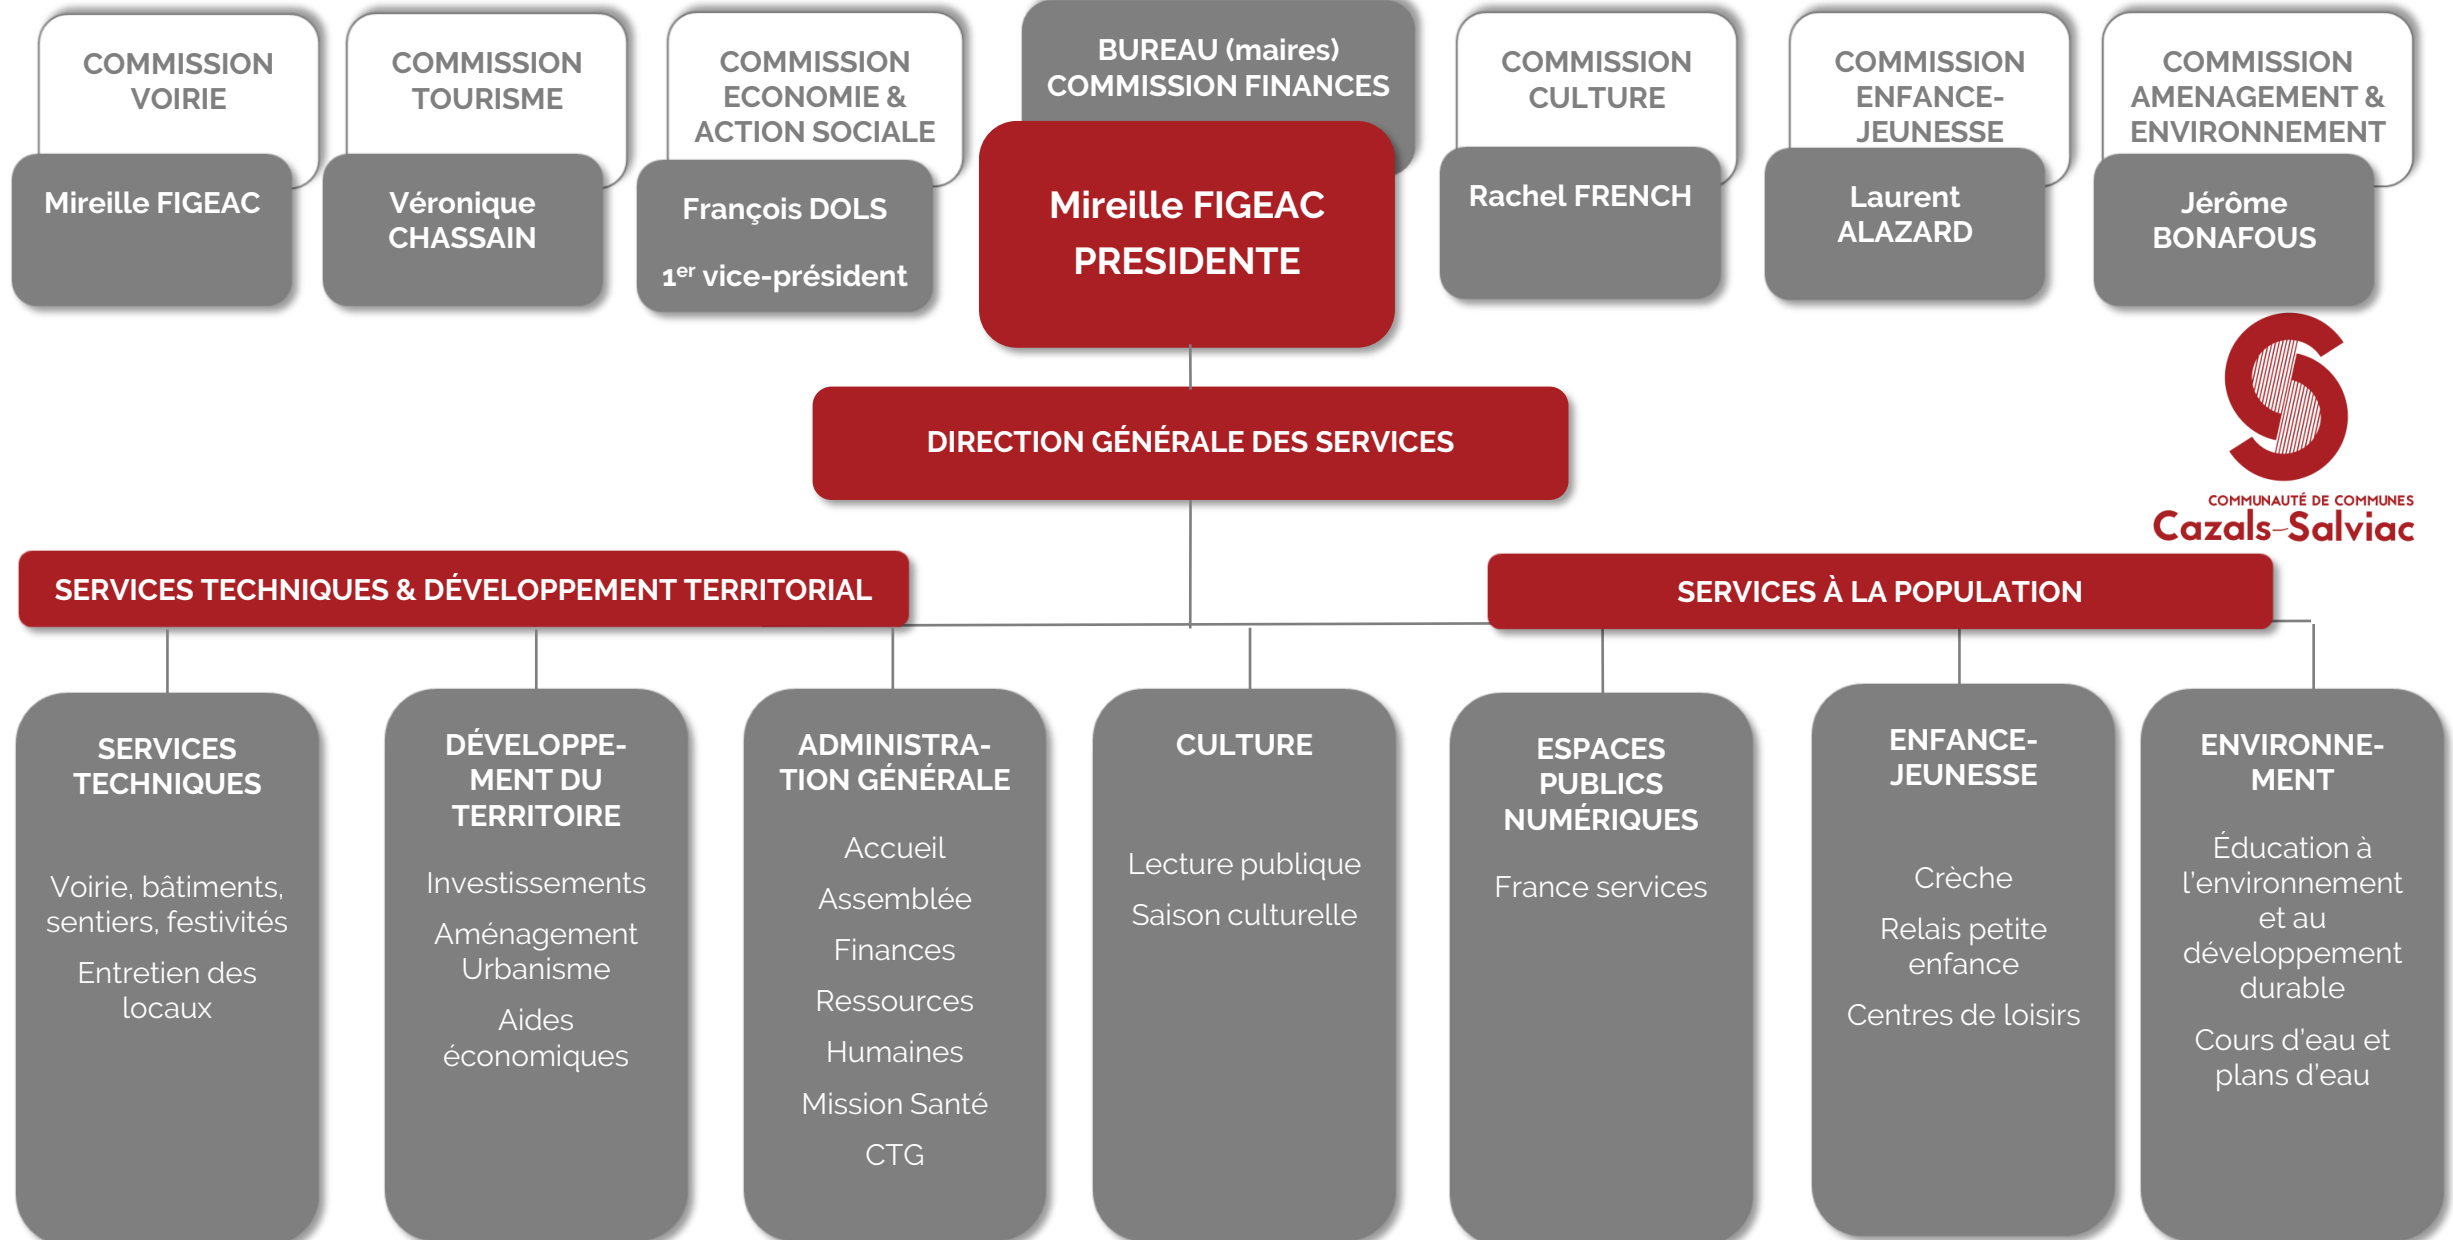 COMMISSION
VOIRIE
Mireille FIGEAC
COMMISSION
TOURISME
Véronique
CHASSAIN
COMMISSION
ECONOMIE &
ACTION SOCIALE
François DOLS
1er vice-président
BUREAU (maires)
COMMISSION FINANCES
Mireille FIGEAC
PRESIDENTE
COMMISSION
CULTURE
Rachel FRENCH
COMMISSION
ENFANCE-
JEUNESSE
Laurent
ALAZARD
COMMISSION
AMENAGEMENT &
ENVIRONNEMENT
Jérôme
BONAFOUS
DIRECTION GÉNÉRALE DES SERVICES
COMMUNAUTÉ DE COMMUNES
Cazals-Salviac
SERVICES TECHNIQUES & DÉVELOPPEMENT TERRITORIAL
SERVICES À LA POPULATION
SERVICES
TECHNIQUES
Voirie, bâtiments,
sentiers, festivités
Entretien des
locaux
DÉVELOPPE-
MENT DU
TERRITOIRE
Investissements
Aménagement
Urbanisme
Aides
économiques
ADMINISTRA-
TION GÉNÉRALE
Accueil
Assemblée
Finances
Ressources
Humaines
Mission Santé
CTG
CULTURE
Lecture publique
Saison culturelle
ESPACES
PUBLICS
NUMÉRIQUES
France services
ENFANCE-
JEUNESSE
Crèche
Relais petite
enfance
Centres de loisirs
ENVIRONNE-
MENT
Éducation à
l'environnement
et au
développement
durable
Cours d'eau et
plans d'eau